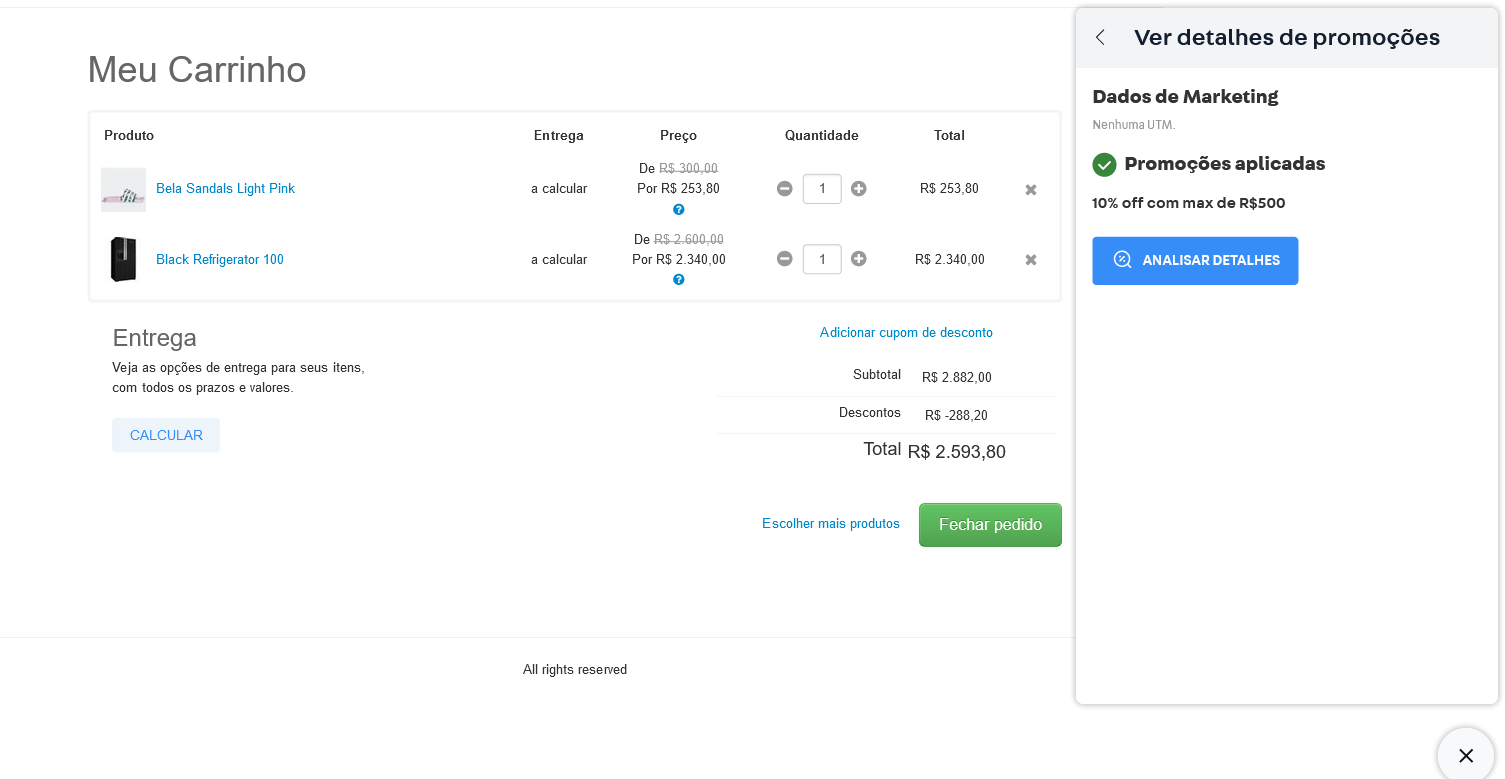 Meu Carrinho
Produto Entrega Preço Quantidade Total
Bela Sandals Light Pink a calcular De R$ 300,00 Por R$ 253,80 ? 1 R$ 253,80
Black Refrigerator 100 a calcular De R$ 2.600,00 Por R$ 2.340,00 ? 1 R$ 2.340,00
Entrega
Veja as opções de entrega para seus itens,
com todos os prazos e valores.
CALCULAR
Adicionar cupom de desconto
Subtotal R$ 2.882,00
Descontos R$ -288,20
Total R$ 2.593,80
Escolher mais produtos Fechar pedido
All rights reserved
Ver detalhes de promoções
Dados de Marketing
Nenhuma UTM.
Promoções aplicadas
10% off com max de R$500
ANALISAR DETALHES